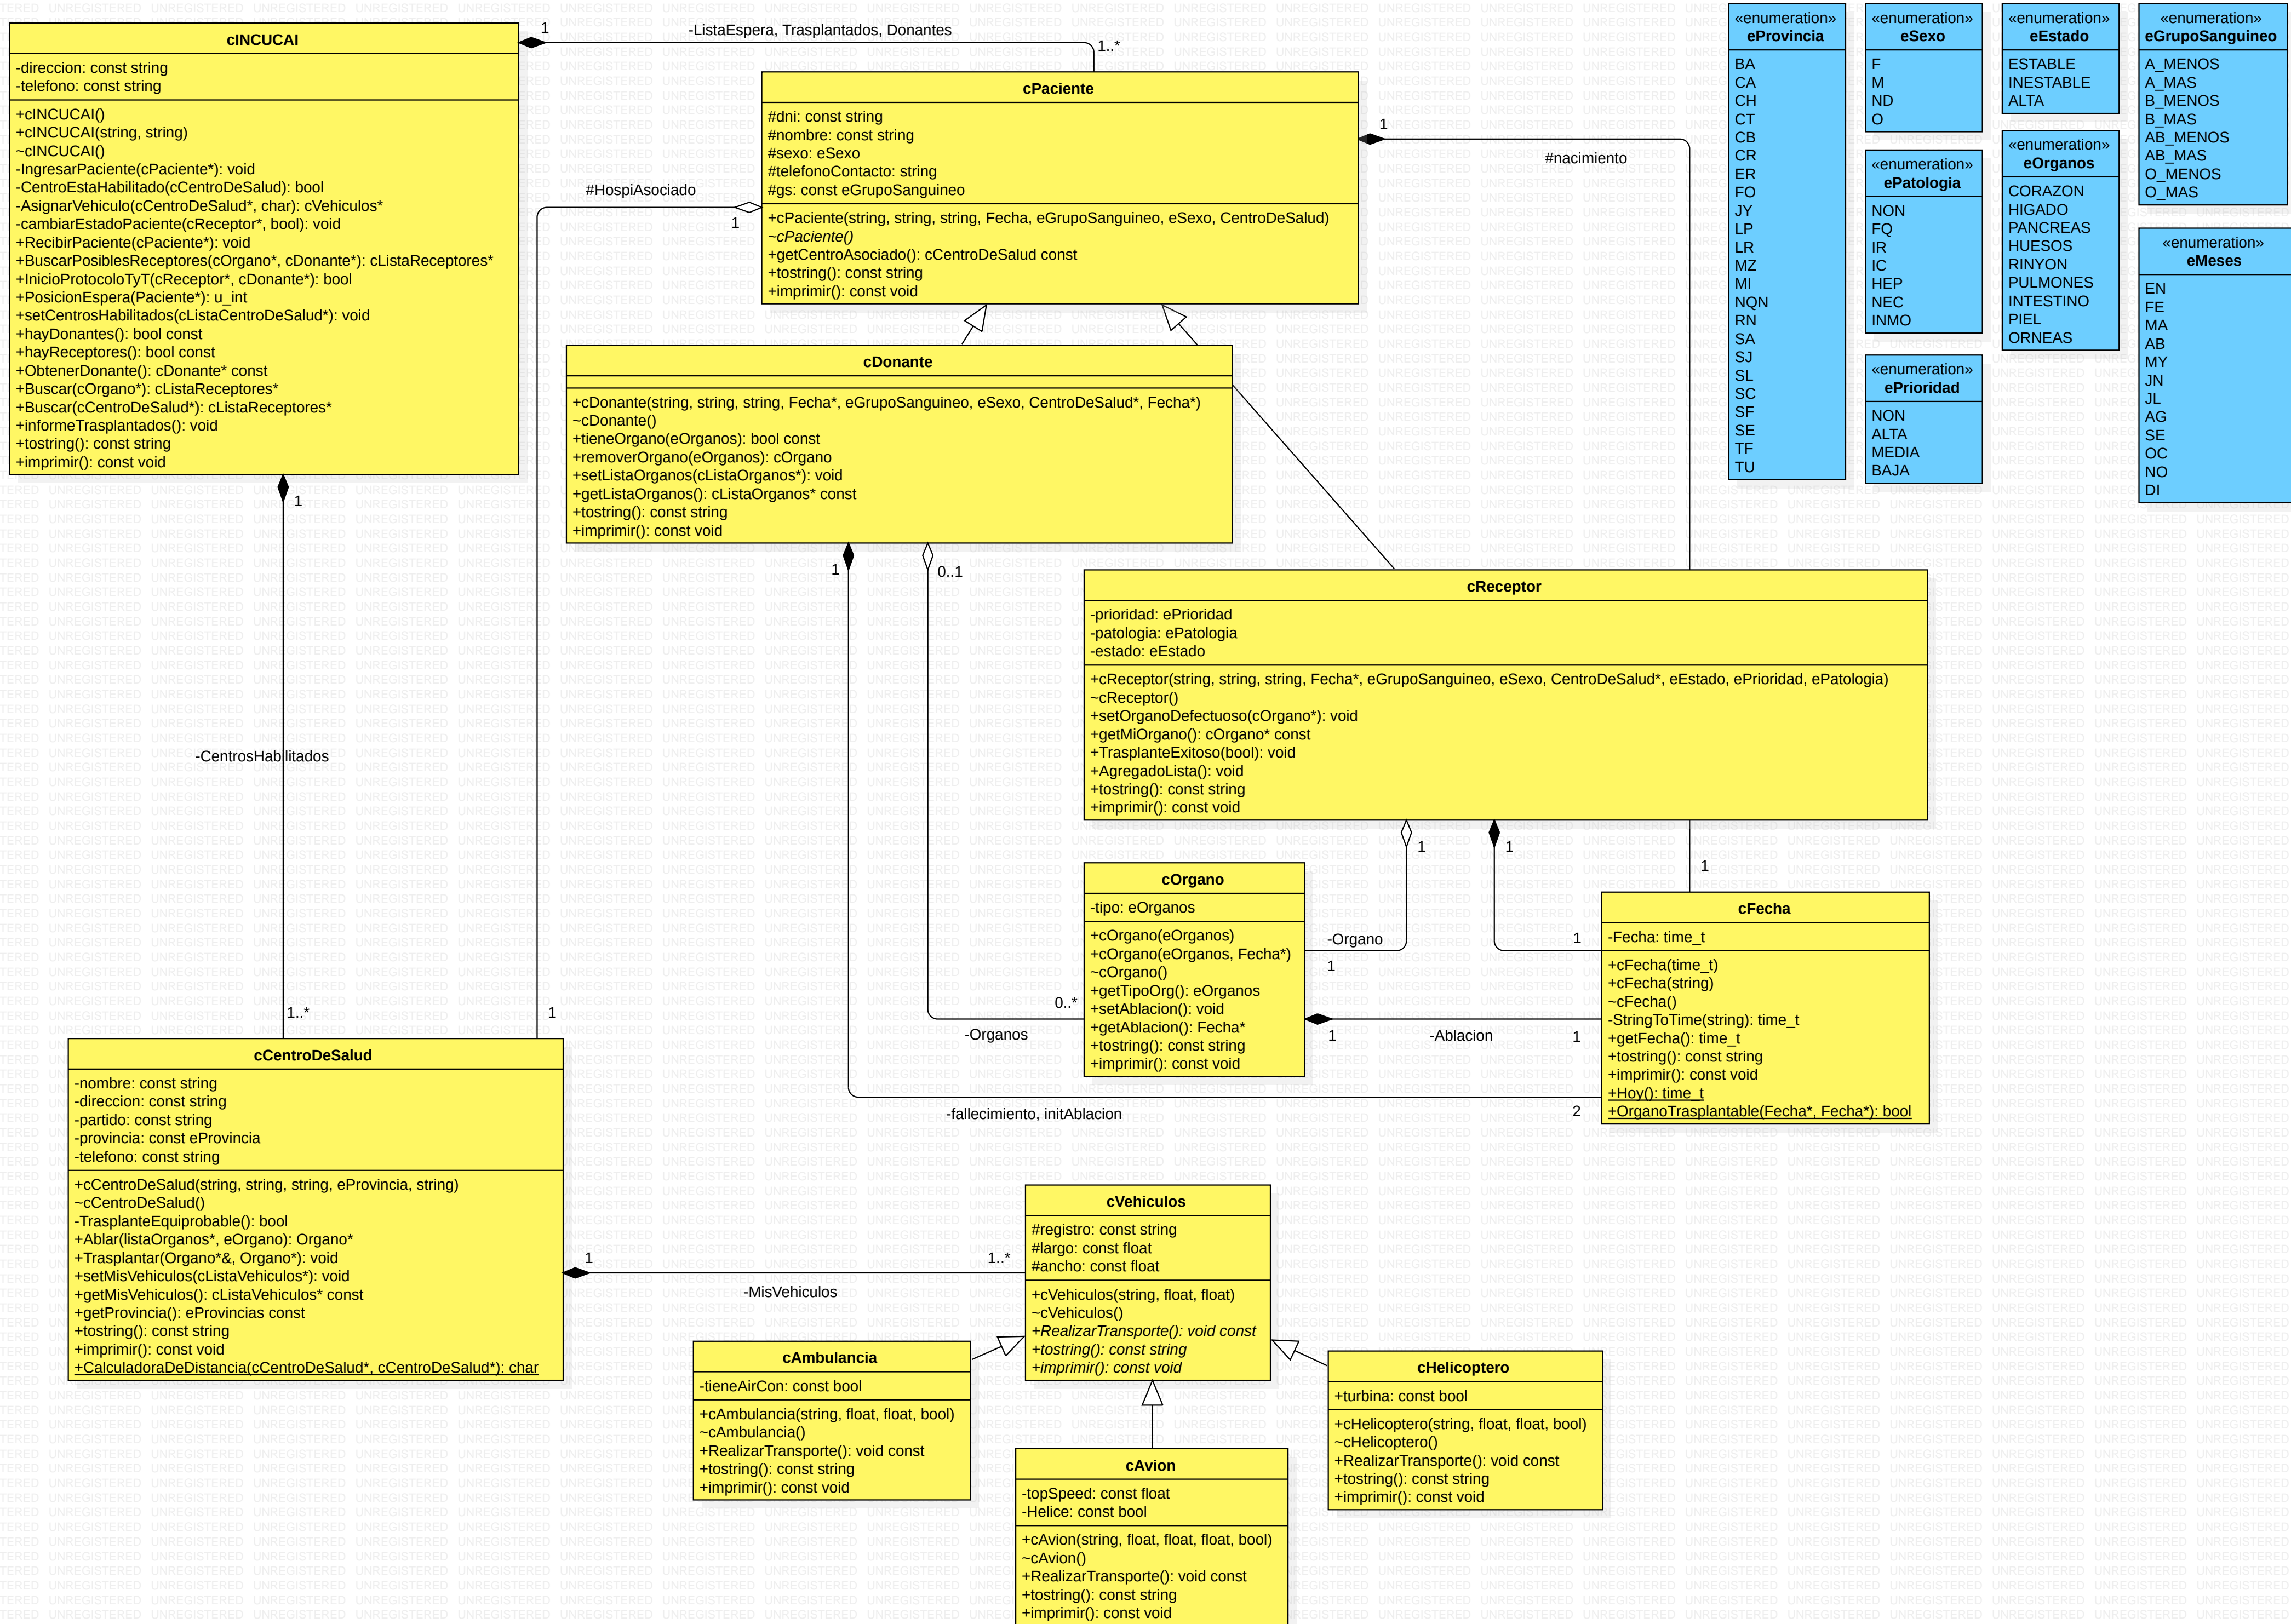 cINCUCAI
-direccion: const string
-telefono: const string
+cINCUCAI()
+cINCUCAI(string, string)
~cINCUCAI()
-IngresarPaciente(cPaciente*): void
-CentroEstaHabilitado(cCentroDeSalud): bool
-AsignarVehiculo(cCentroDeSalud*, char): cVehiculos*
-cambiarEstadoPaciente(cReceptor*, bool): void
+RecibirPaciente(cPaciente*): void
+BuscarPosiblesReceptores(cOrgano*, cDonante*): cListaReceptores*
+InicioProtocoloTyT(cReceptor*, cDonante*): bool
+PosicionEspera(Paciente*): u_int
+setCentrosHabilitados(cListaCentroDeSalud*): void
+hayDonantes(): bool const
+hayReceptores(): bool const
+ObtenerDonante(): cDonante* const
+Buscar(cOrgano*): cListaReceptores*
+Buscar(cCentroDeSalud*): cListaReceptores*
+informeTrasplantados(): void
+tostring(): const string
+imprimir(): const void
1
-ListaEspera, Trasplantados, Donantes
1..*
cPaciente
#dni: const string
#nombre: const string
#sexo: eSexo
#telefonoContacto: string
#gs: const eGrupoSanguineo
+cPaciente(string, string, string, Fecha, eGrupoSanguineo, eSexo, CentroDeSalud)
~cPaciente()
+getCentroAsociado(): cCentroDeSalud const
+tostring(): const string
+imprimir(): const void
1
#nacimiento
#HospiAsociado
1
«enumeration»
eProvincia
BA
CA
CH
CT
CB
CR
ER
FO
JY
LP
LR
MZ
MI
NQN
RN
SA
SJ
SL
SC
SF
SE
TF
TU
«enumeration»
eSexo
F
M
ND
O
«enumeration»
ePatologia
NON
FQ
IR
IC
HEP
NEC
INMO
«enumeration»
ePrioridad
NON
ALTA
MEDIA
BAJA
«enumeration»
eEstado
ESTABLE
INESTABLE
ALTA
«enumeration»
eOrganos
CORAZON
HIGADO
PANCREAS
HUESOS
RINYON
PULMONES
INTESTINO
PIEL
ORNEAS
«enumeration»
eGrupoSanguineo
A_MENOS
A_MAS
B_MENOS
B_MAS
AB_MENOS
AB_MAS
O_MENOS
O_MAS
«enumeration»
eMeses
EN
FE
MA
AB
MY
JN
JL
AG
SE
OC
NO
DI
cDonante
+cDonante(string, string, string, Fecha*, eGrupoSanguineo, eSexo, CentroDeSalud*, Fecha*)
~cDonante()
+tieneOrgano(eOrganos): bool const
+removerOrgano(eOrganos): cOrgano
+setListaOrganos(cListaOrganos*): void
+getListaOrganos(): cListaOrganos* const
+tostring(): const string
+imprimir(): const void
1
1
0..1
cReceptor
-prioridad: ePrioridad
-patologia: ePatologia
-estado: eEstado
+cReceptor(string, string, string, Fecha*, eGrupoSanguineo, eSexo, CentroDeSalud*, eEstado, ePrioridad, ePatologia)
~cReceptor()
+setOrganoDefectuoso(cOrgano*): void
+getMiOrgano(): cOrgano* const
+TrasplanteExitoso(bool): void
+AgregadoLista(): void
+tostring(): const string
+imprimir(): const void
1
1
1
-CentrosHabilitados
1..*
1
cOrgano
-tipo: eOrganos
+cOrgano(eOrganos)
+cOrgano(eOrganos, Fecha*)
~cOrgano()
+getTipoOrg(): eOrganos
+setAblacion(): void
+getAblacion(): Fecha*
+tostring(): const string
+imprimir(): const void
-Organo
1
1
0..*
-Organos
1
-Ablacion
1
-fallecimiento, initAblacion
2
cFecha
-Fecha: time_t
+cFecha(time_t)
+cFecha(string)
~cFecha()
-StringToTime(string): time_t
+getFecha(): time_t
+tostring(): const string
+imprimir(): const void
+Hoy(): time_t
+OrganoTrasplantable(Fecha*, Fecha*): bool
cCentroDeSalud
-nombre: const string
-direccion: const string
-partido: const string
-provincia: const eProvincia
-telefono: const string
+cCentroDeSalud(string, string, string, eProvincia, string)
~cCentroDeSalud()
-TrasplanteEquiprobable(): bool
+Ablar(listaOrganos*, eOrgano): Organo*
+Trasplantar(Organo*&, Organo*): void
+setMisVehiculos(cListaVehiculos*): void
+getMisVehiculos(): cListaVehiculos* const
+getProvincia(): eProvincias const
+tostring(): const string
+imprimir(): const void
+CalculadoraDeDistancia(cCentroDeSalud*, cCentroDeSalud*): char
1
-MisVehiculos
1..*
cVehiculos
#registro: const string
#largo: const float
#ancho: const float
+cVehiculos(string, float, float)
~cVehiculos()
+RealizarTransporte(): void const
+tostring(): const string
+imprimir(): const void
cAmbulancia
-tieneAirCon: const bool
+cAmbulancia(string, float, float, bool)
~cAmbulancia()
+RealizarTransporte(): void const
+tostring(): const string
+imprimir(): const void
cHelicoptero
+turbina: const bool
+cHelicoptero(string, float, float, bool)
~cHelicoptero()
+RealizarTransporte(): void const
+tostring(): const string
+imprimir(): const void
cAvion
-topSpeed: const float
-Helice: const bool
+cAvion(string, float, float, float, bool)
~cAvion()
+RealizarTransporte(): void const
+tostring(): const string
+imprimir(): const void
UNREGISTERED